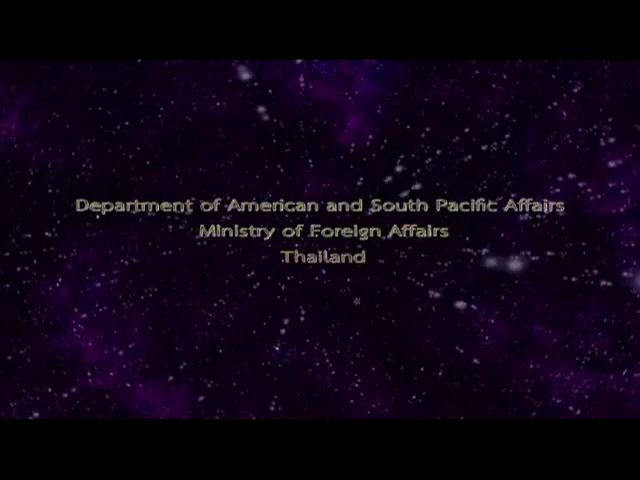 Department of American and South Pacific Affairs
Ministry of Foreign Affairs
Thailand